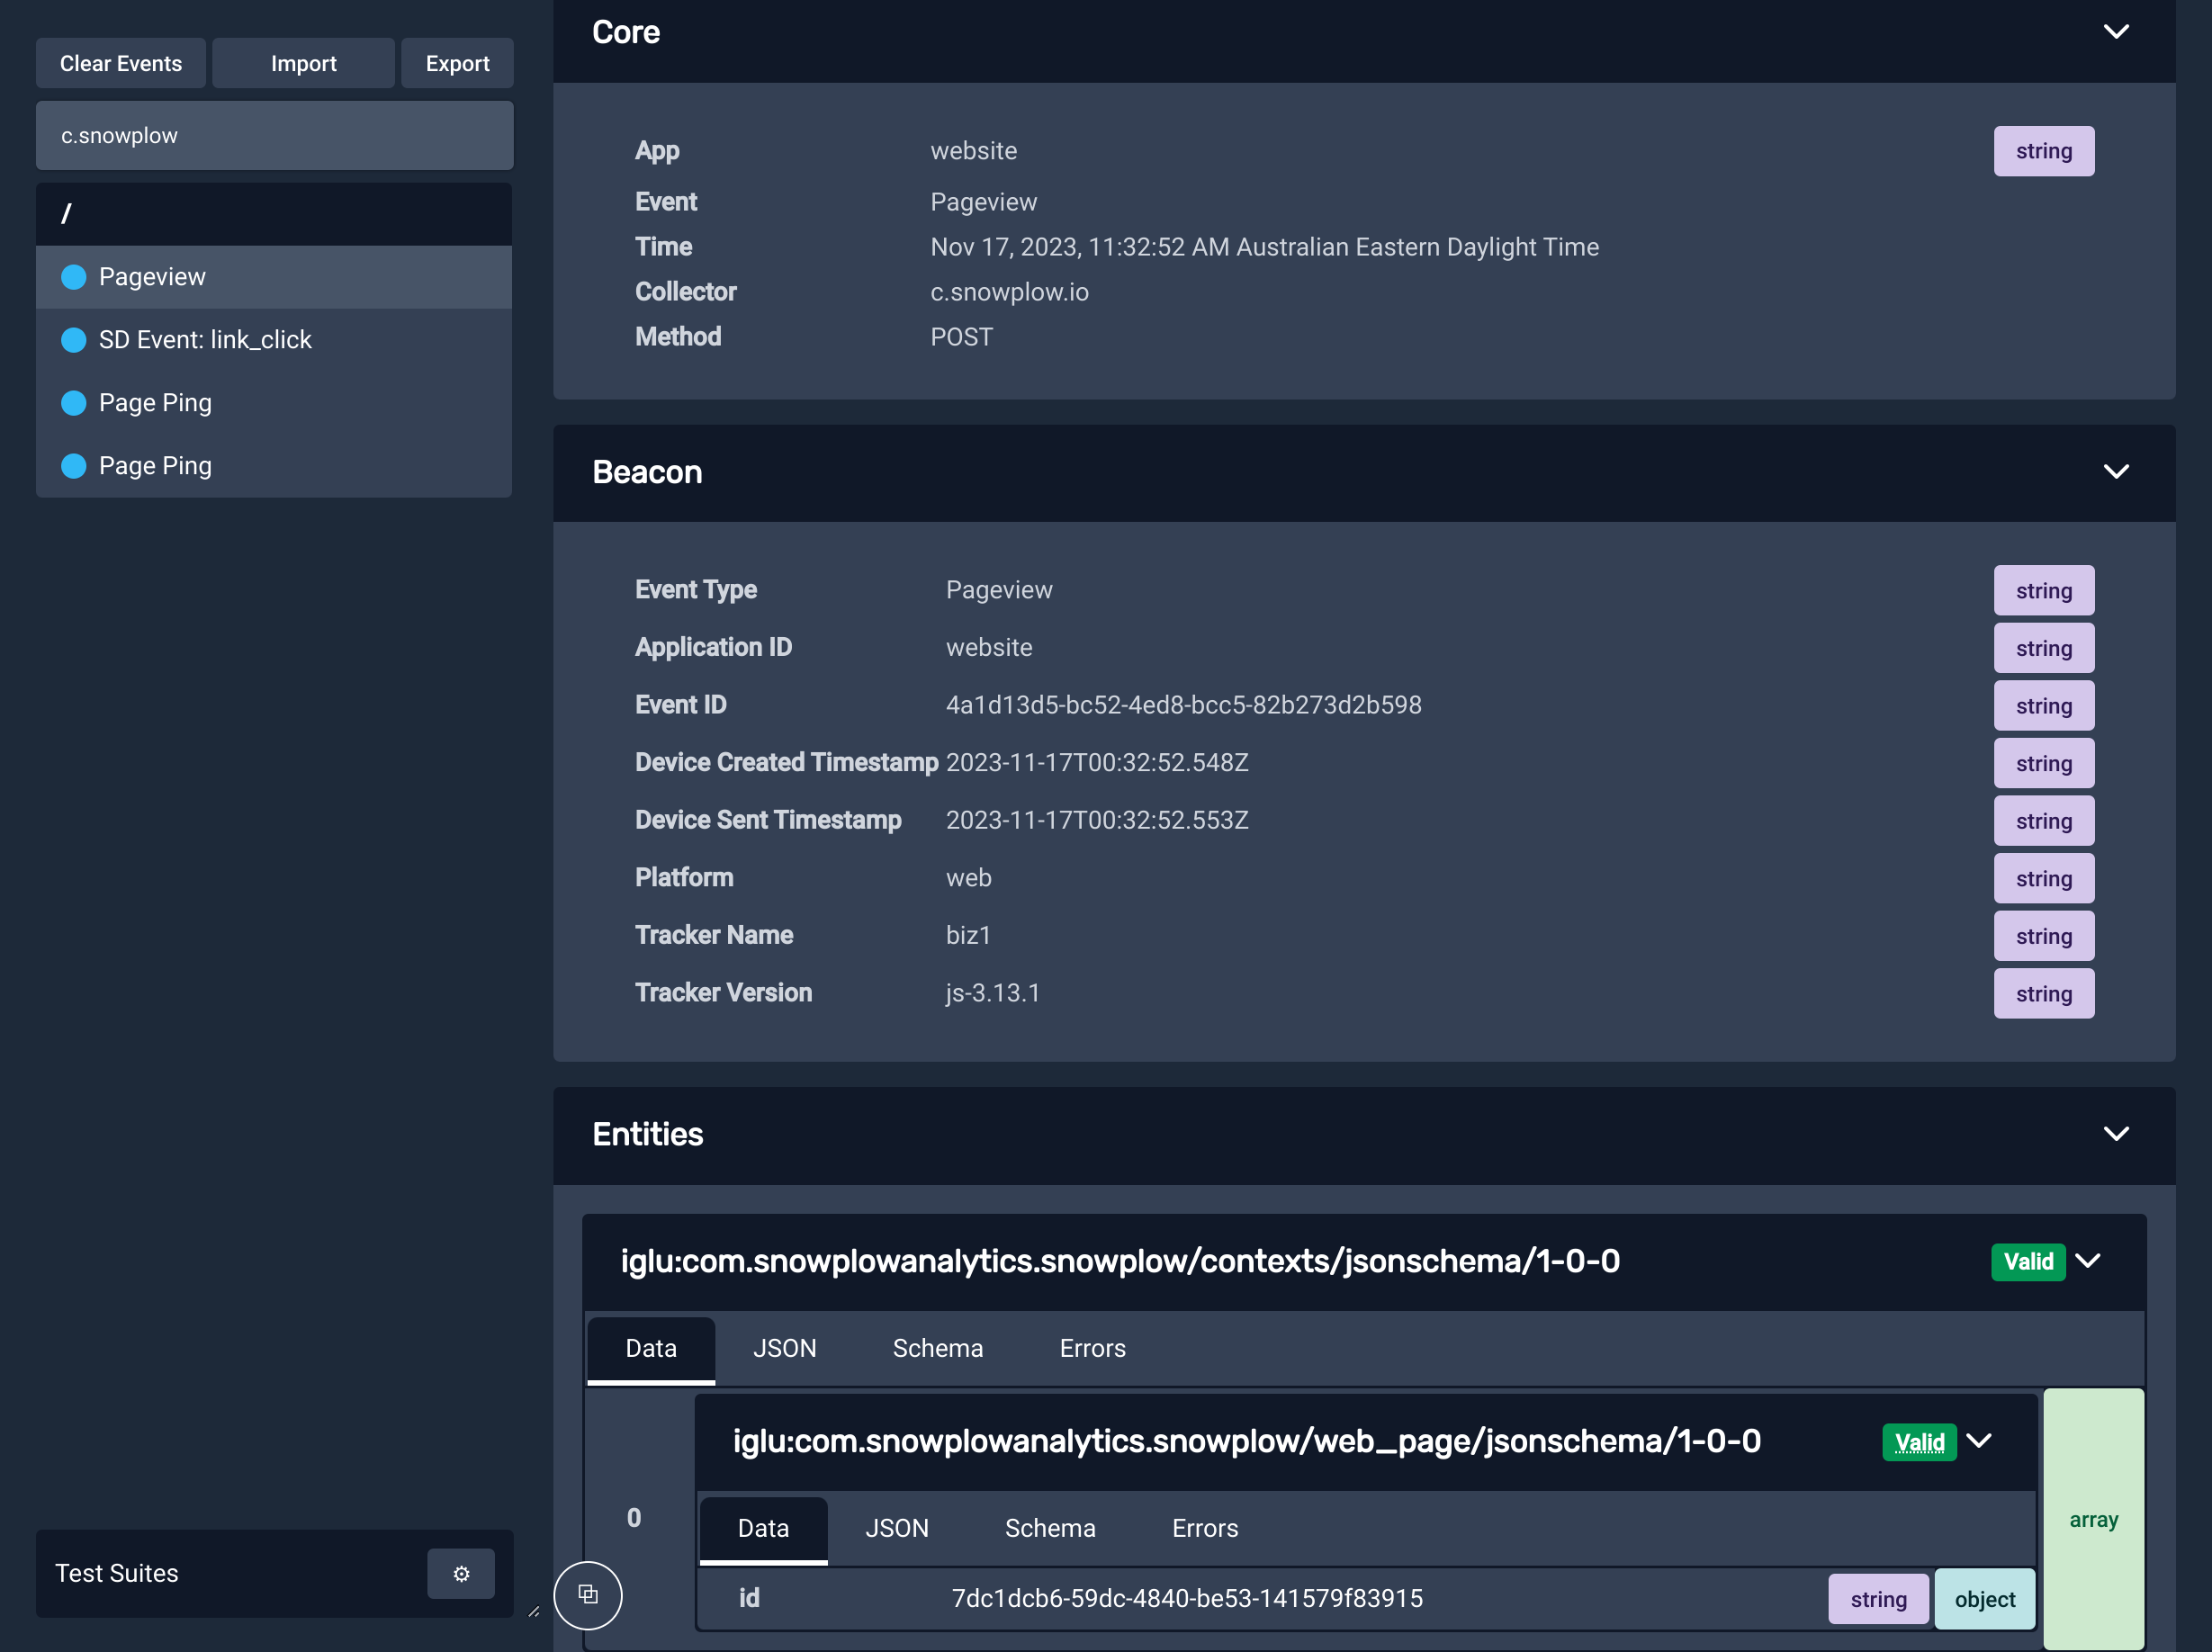 Clear Events Import Export
c.snowplow
/
Pageview
SD Event: link_click
Page Ping
Page Ping
Test Suites
Core
App website string
Event Pageview
Time Nov 17, 2023, 11:32:52 AM Australian Eastern Daylight Time
Collector c.snowplow.io
Method POST
Beacon
Event Type Pageview string
Application ID website string
Event ID 4a1d13d5-bc52-4ed8-bcc5-82b273d2b598 string
Device Created Timestamp 2023-11-17T00:32:52.548Z string
Device Sent Timestamp 2023-11-17T00:32:52.553Z string
Platform web string
Tracker Name biz1 string
Tracker Version js-3.13.1 string
Entities
iglu:com.snowplowanalytics.snowplow/contexts/jsonschema/1-0-0 Valid
Data JSON Schema Errors
iglu:com.snowplowanalytics.snowplow/web_page/jsonschema/1-0-0 Valid
0 array
Data JSON Schema Errors
id 7dc1dcb6-59dc-4840-be53-141579f83915 string object